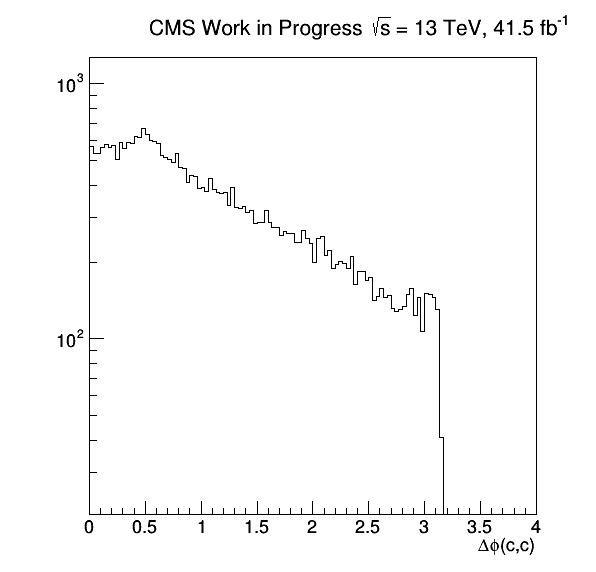 CMS Work in Progress √s = 13 TeV, 41.5 fb⁻¹
10³
10²
0 0.5 1 1.5 2 2.5 3 3.5 4
Δϕ(c,c)